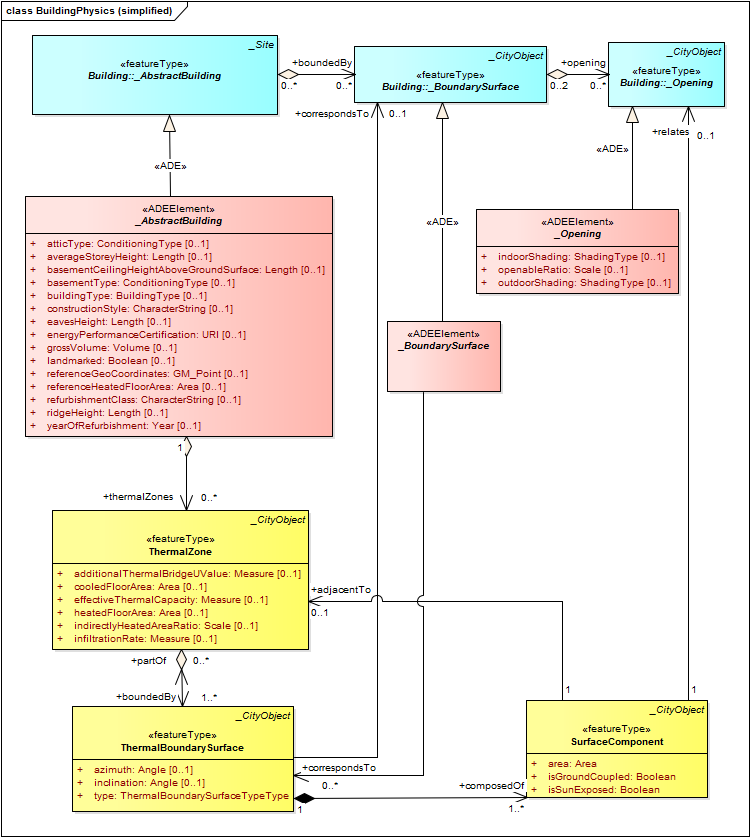 class BuildingPhysics (simplified)
_Site
«featureType»
Building::_AbstractBuilding
+boundedBy
0..*
0..*
_CityObject
«featureType»
Building::_BoundarySurface
+opening
0..2
0..*
_CityObject
«featureType»
Building::_Opening
+correspondsTo
0..1
+relates
0..1
«ADE»
«ADE»
«ADE»
«ADEElement»
_AbstractBuilding
+ atticType: ConditioningType [0..1]
+ averageStoreyHeight: Length [0..1]
+ basementCeilingHeightAboveGroundSurface: Length [0..1]
+ basementType: ConditioningType [0..1]
+ buildingType: BuildingType [0..1]
+ constructionStyle: CharacterString [0..1]
+ eavesHeight: Length [0..1]
+ energyPerformanceCertification: URI [0..1]
+ grossVolume: Volume [0..1]
+ landmarked: Boolean [0..1]
+ referenceGeoCoordinates: GM_Point [0..1]
+ referenceHeatedFloorArea: Area [0..1]
+ refurbishmentClass: CharacterString [0..1]
+ ridgeHeight: Length [0..1]
+ yearOfRefurbishment: Year [0..1]
«ADEElement»
_Opening
+ indoorShading: ShadingType [0..1]
+ openableRatio: Scale [0..1]
+ outdoorShading: ShadingType [0..1]
«ADEElement»
_BoundarySurface
1
+thermalZones
0..*
_CityObject
«featureType»
ThermalZone
+ additionalThermalBridgeUValue: Measure [0..1]
+ cooledFloorArea: Area [0..1]
+ effectiveThermalCapacity: Measure [0..1]
+ heatedFloorArea: Area [0..1]
+ indirectlyHeatedAreaRatio: Scale [0..1]
+ infiltrationRate: Measure [0..1]
+adjacentTo
0..1
+partOf
0..*
+boundedBy
1..*
1
1
_CityObject
«featureType»
ThermalBoundarySurface
+ azimuth: Angle [0..1]
+ inclination: Angle [0..1]
+ type: ThermalBoundarySurfaceTypeType
+correspondsTo
0..*
1
+composedOf
1..*
_CityObject
«featureType»
SurfaceComponent
+ area: Area
+ isGroundCoupled: Boolean
+ isSunExposed: Boolean